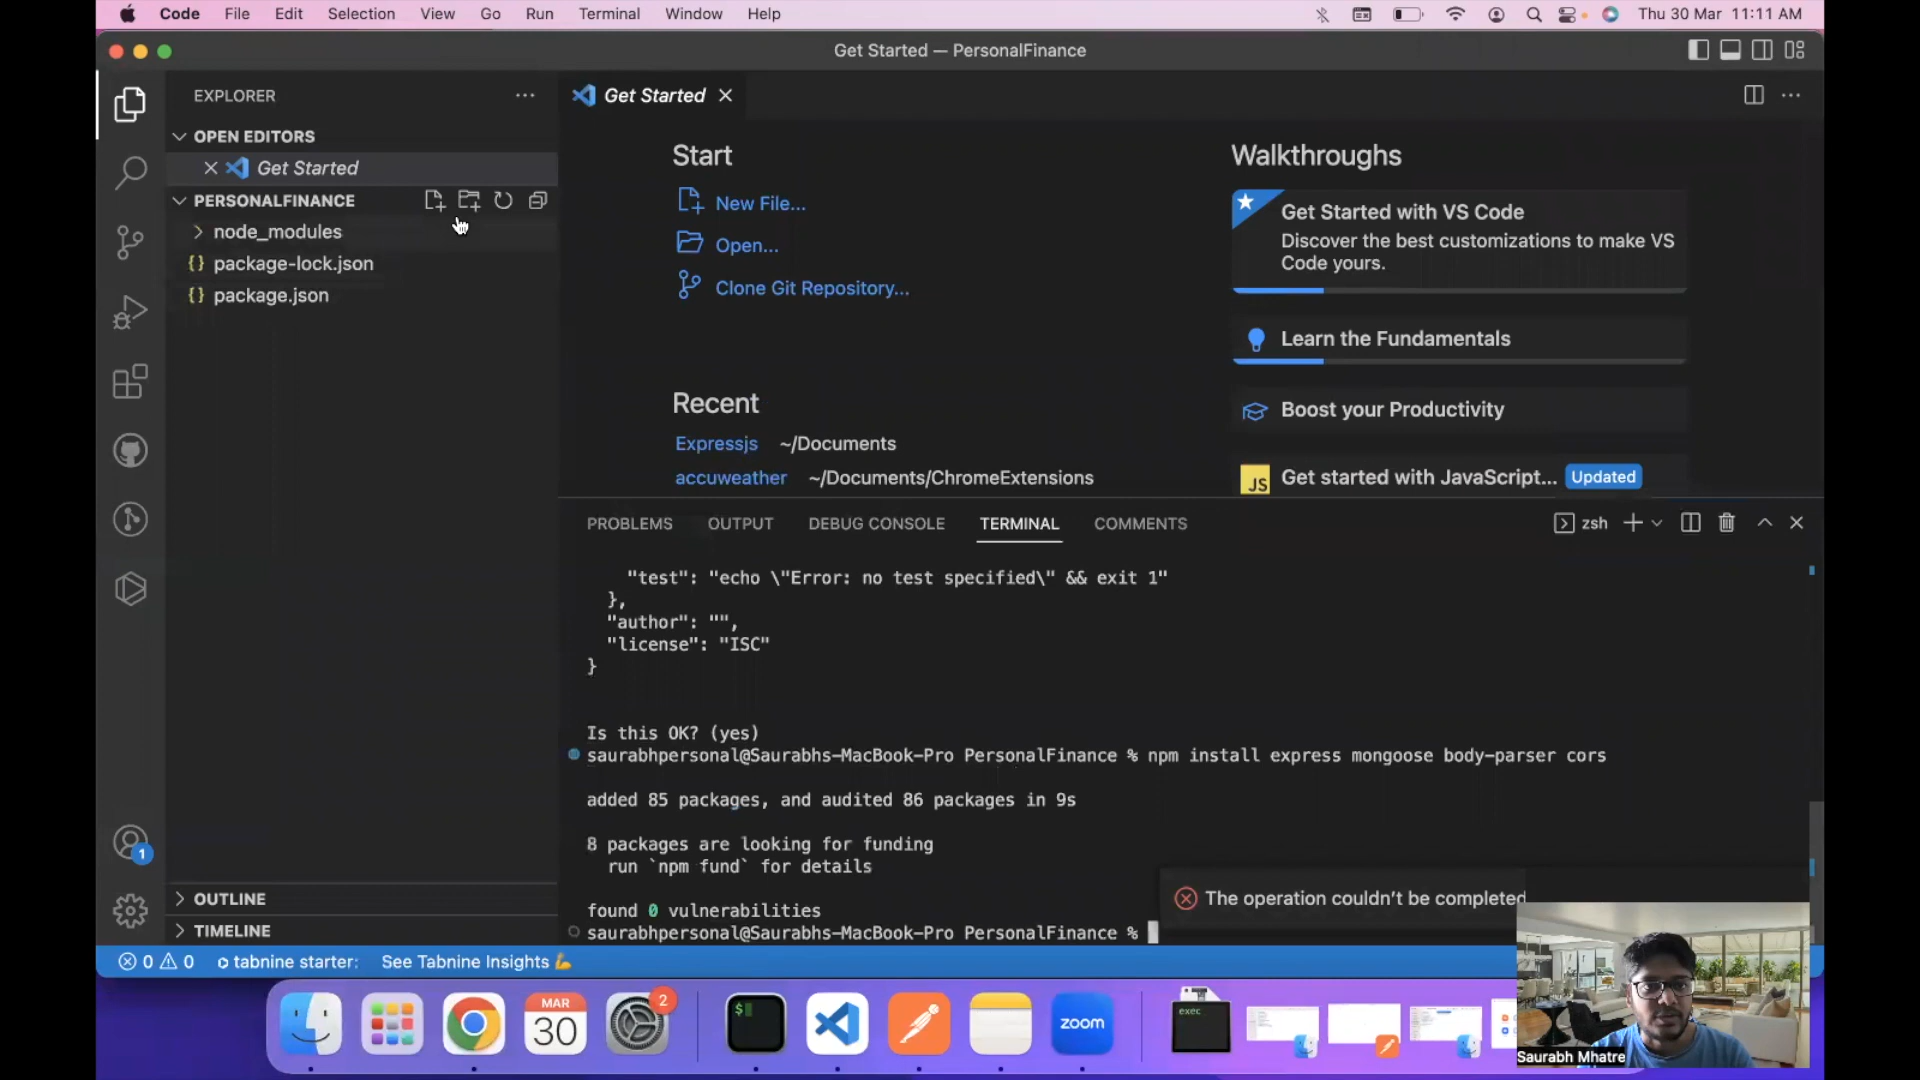 Code File Edit Selection View Go Run Terminal Window Help Thu 30 Mar 11:11 AM
Get Started — PersonalFinance
EXPLORER
OPEN EDITORS
Get Started
PERSONALFINANCE
node_modules
package-lock.json
package.json
OUTLINE
TIMELINE
1
Get Started
Start
New File...
Open...
Clone Git Repository...
Recent
Expressjs ~/Documents
accuweather ~/Documents/ChromeExtensions
Walkthroughs
Get Started with VS Code
Discover the best customizations to make VS
Code yours.
Learn the Fundamentals
Boost your Productivity
JS Get started with JavaScript... Updated
PROBLEMS OUTPUT DEBUG CONSOLE TERMINAL COMMENTS zsh
"test": "echo \"Error: no test specified\" && exit 1"
},
"author": "",
"license": "ISC"
}
Is this OK? (yes)
saurabhpersonal@Saurabhs-MacBook-Pro PersonalFinance % npm install express mongoose body-parser cors
added 85 packages, and audited 86 packages in 9s
8 packages are looking for funding
run `npm fund` for details
found 0 vulnerabilities
saurabhpersonal@Saurabhs-MacBook-Pro PersonalFinance %
The operation couldn't be completed
0 0 tabnine starter: See Tabnine Insights
MAR
30
2
$
zoom
exec
Saurabh Mhatre